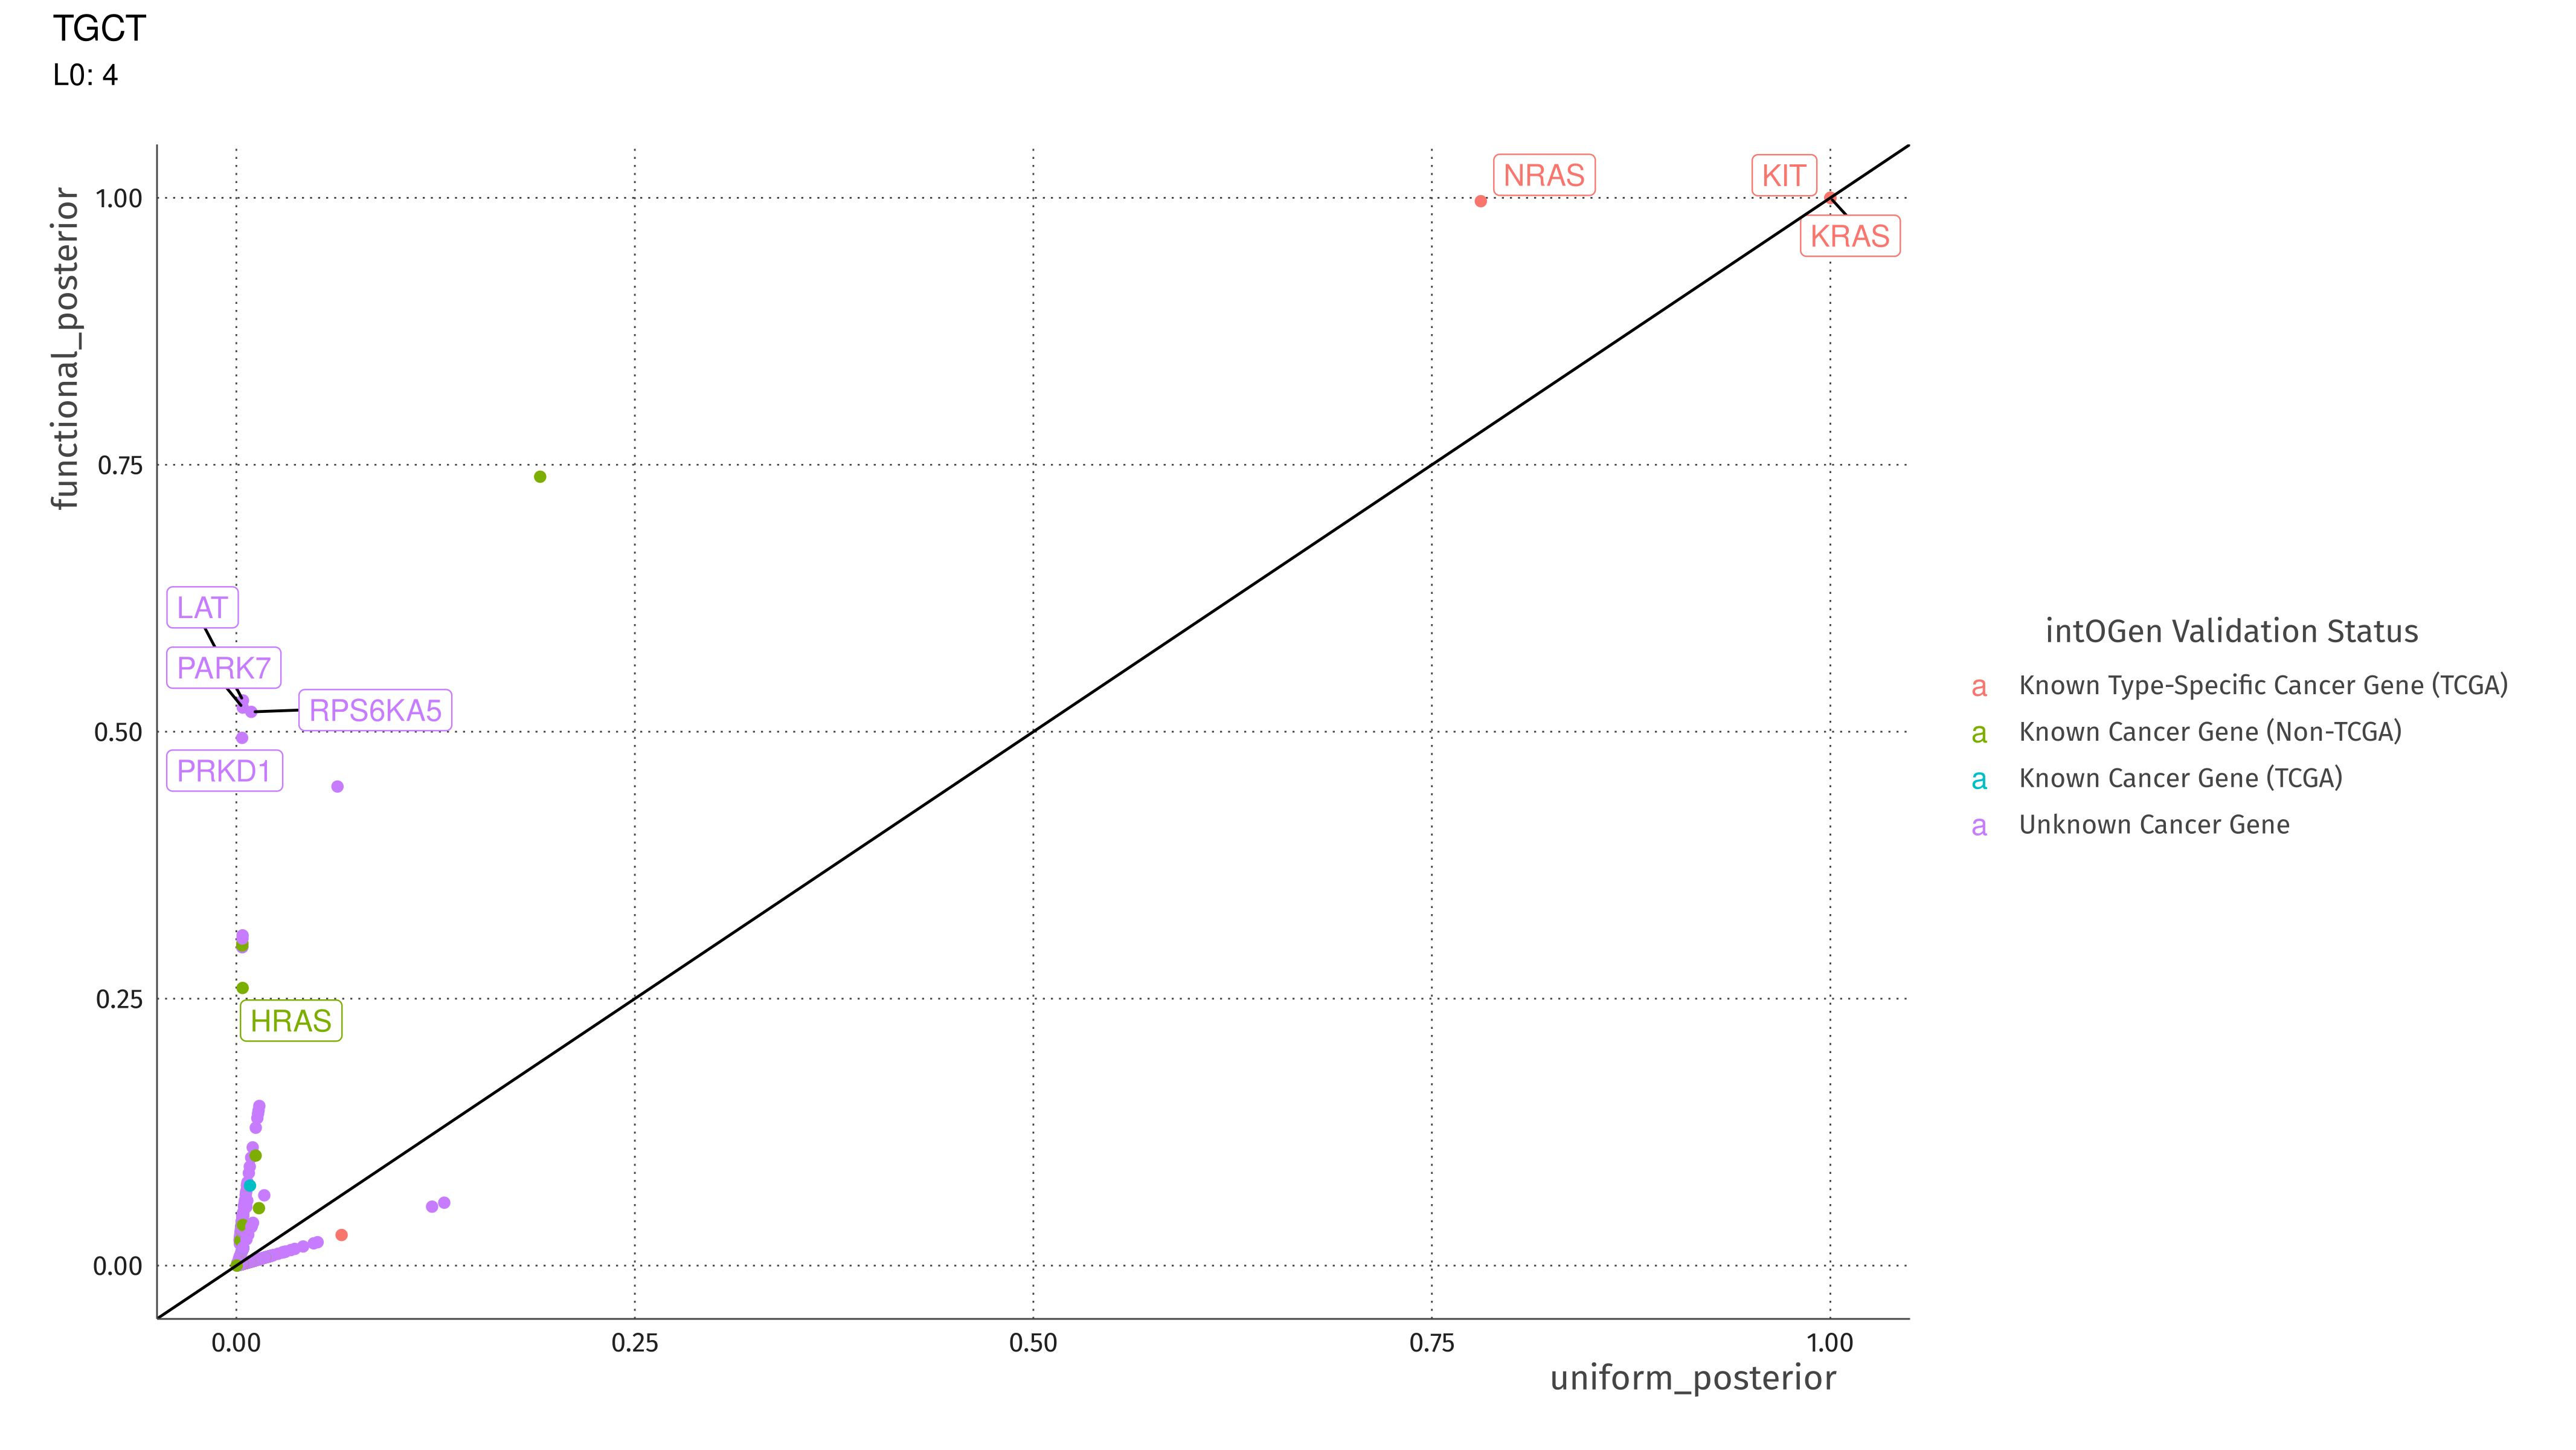 TGCT
L0: 4
functional_posterior
1.00
0.75
0.50
0.25
0.00
NRAS
KIT
KRAS
LAT
PARK7
RPS6KA5
PRKD1
HRAS
0.00
0.25
0.50
0.75
1.00
uniform_posterior
intOGen Validation Status
a Known Type-Specific Cancer Gene (TCGA)
a Known Cancer Gene (Non-TCGA)
a Known Cancer Gene (TCGA)
a Unknown Cancer Gene